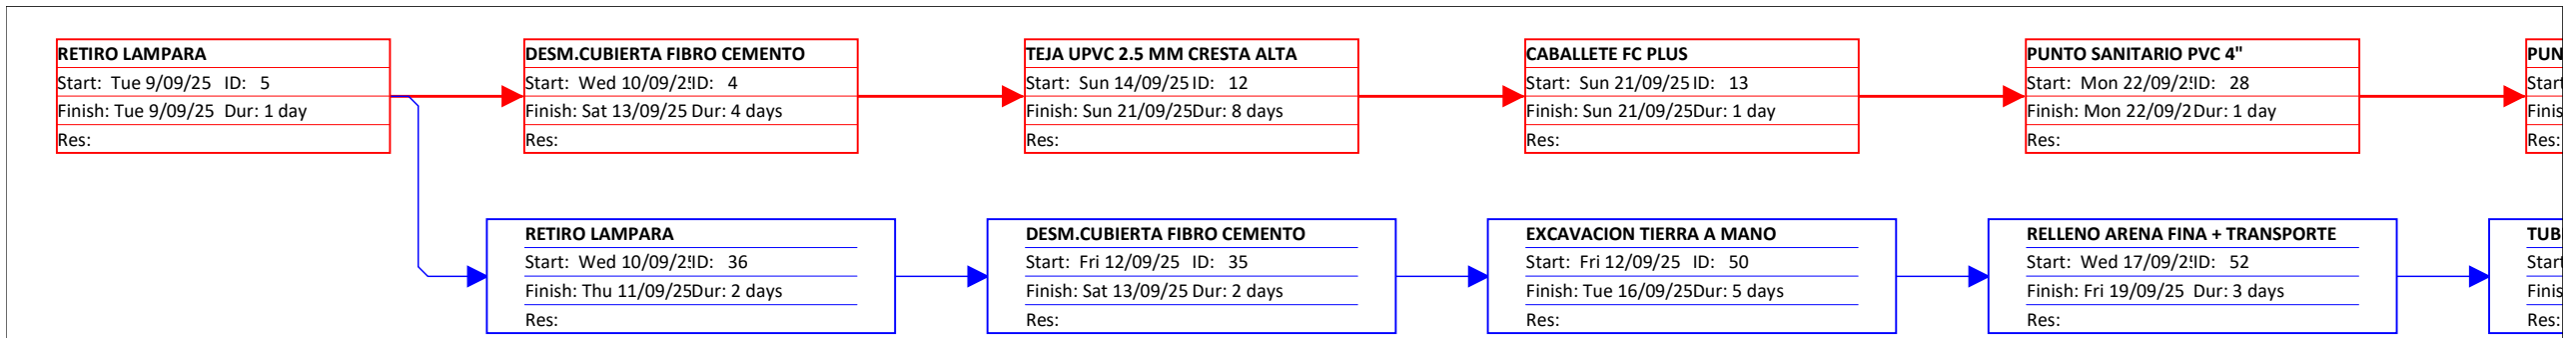 RETIRO LAMPARA
Start: Tue 9/09/25 ID: 5
Finish: Tue 9/09/25 Dur: 1 day
Res:
DESM.CUBIERTA FIBRO CEMENTO
Start: Wed 10/09/2 ID: 4
Finish: Sat 13/09/25 Dur: 4 days
Res:
TEJA UPVC 2.5 MM CRESTA ALTA
Start: Sun 14/09/25 ID: 12
Finish: Sun 21/09/25 Dur: 8 days
Res:
CABALLETE FC PLUS
Start: Sun 21/09/25 ID: 13
Finish: Sun 21/09/25 Dur: 1 day
Res:
PUNTO SANITARIO PVC 4"
Start: Mon 22/09/2 ID: 28
Finish: Mon 22/09/2 Dur: 1 day
Res:
PUN
Start
Finis
Res:
RETIRO LAMPARA
Start: Wed 10/09/2 ID: 36
Finish: Thu 11/09/25 Dur: 2 days
Res:
DESM.CUBIERTA FIBRO CEMENTO
Start: Fri 12/09/25 ID: 35
Finish: Sat 13/09/25 Dur: 2 days
Res:
EXCAVACION TIERRA A MANO
Start: Fri 12/09/25 ID: 50
Finish: Tue 16/09/25 Dur: 5 days
Res:
RELLENO ARENA FINA + TRANSPORTE
Start: Wed 17/09/2 ID: 52
Finish: Fri 19/09/25 Dur: 3 days
Res:
TUB
Start
Finis
Res: